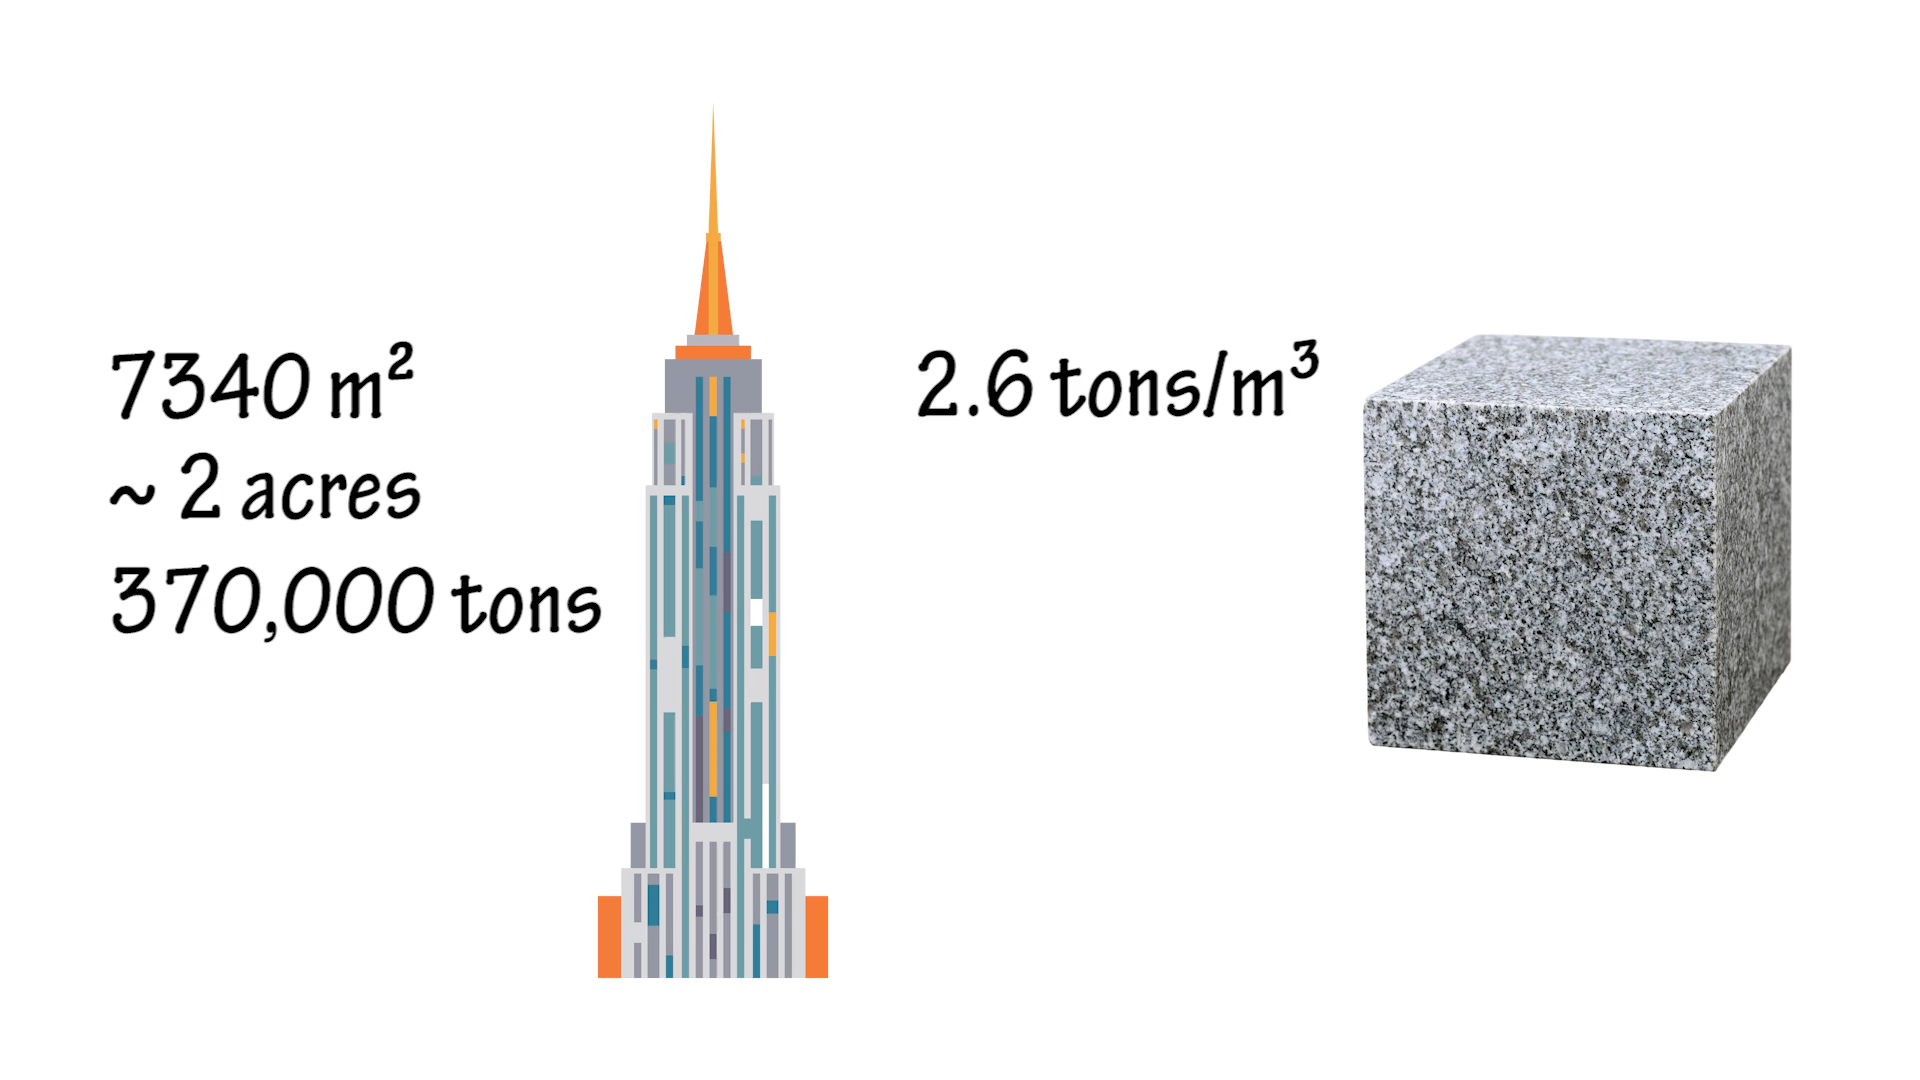 7340 m²
~ 2 acres
370,000 tons
2.6 tons/m³